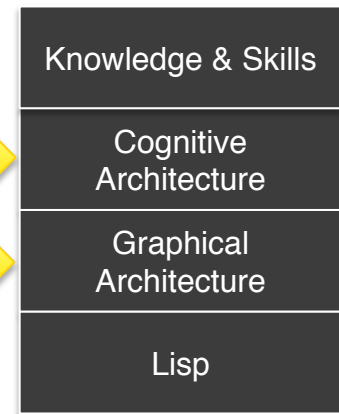 Knowledge & Skills
Cognitive
Architecture
Graphical
Architecture
Lisp